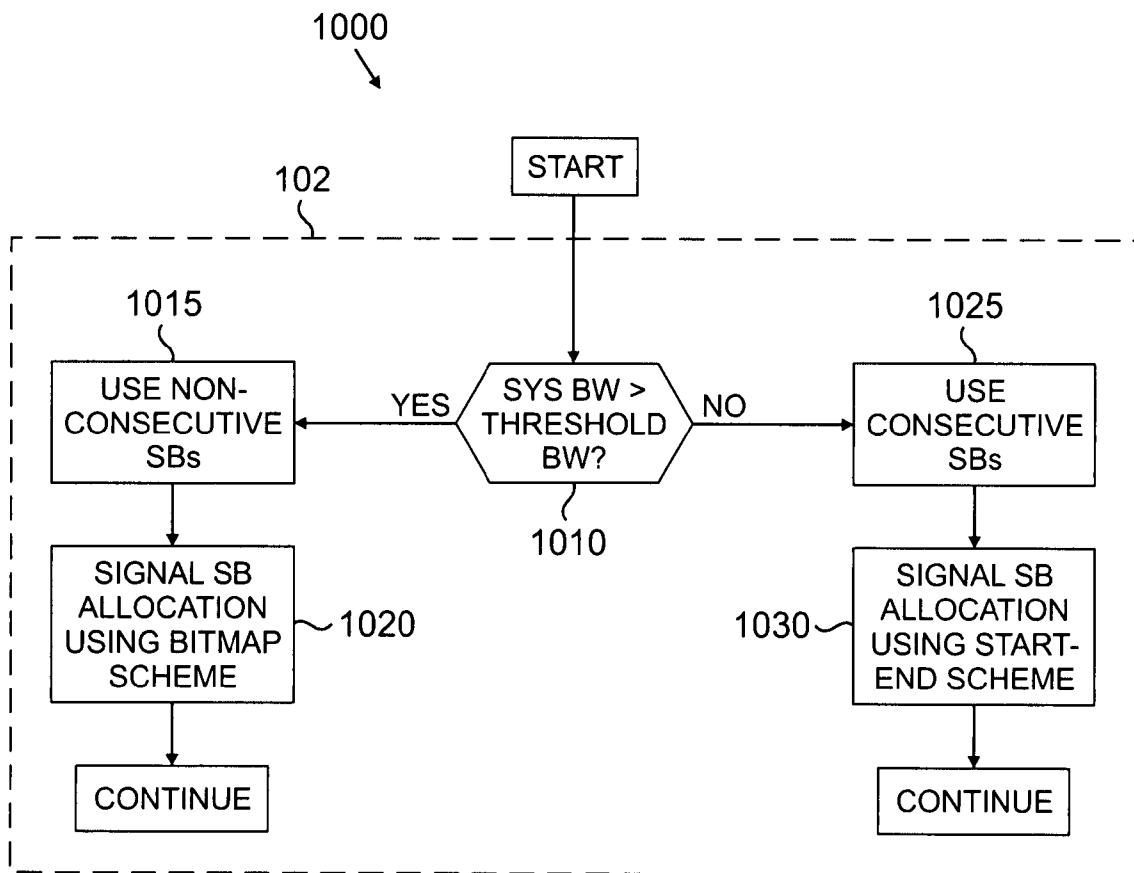 1000
START
102
1015
USE NON-
CONSECUTIVE
SBs
YES
SYS BW >
THRESHOLD
BW?
NO
1025
USE
CONSECUTIVE
SBs
1010
SIGNAL SB
ALLOCATION
USING BITMAP
SCHEME
1020
1030
SIGNAL SB
ALLOCATION
USING START-
END SCHEME
CONTINUE
CONTINUE